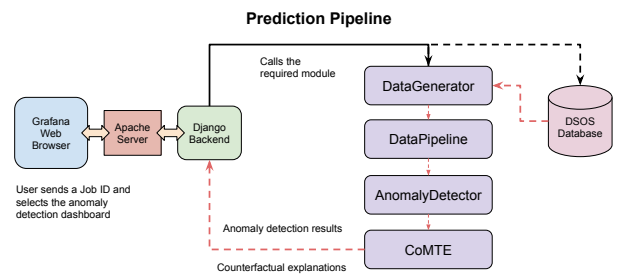 Prediction Pipeline
Calls the
required module
DataGenerator
Grafana
Web
Browser
Apache
Server
Django
Backend
DataPipeline
DSOS
Database
User sends a Job ID and
selects the anomaly
detection dashboard
AnomalyDetector
Anomaly detection results
CoMTE
Counterfactual explanations